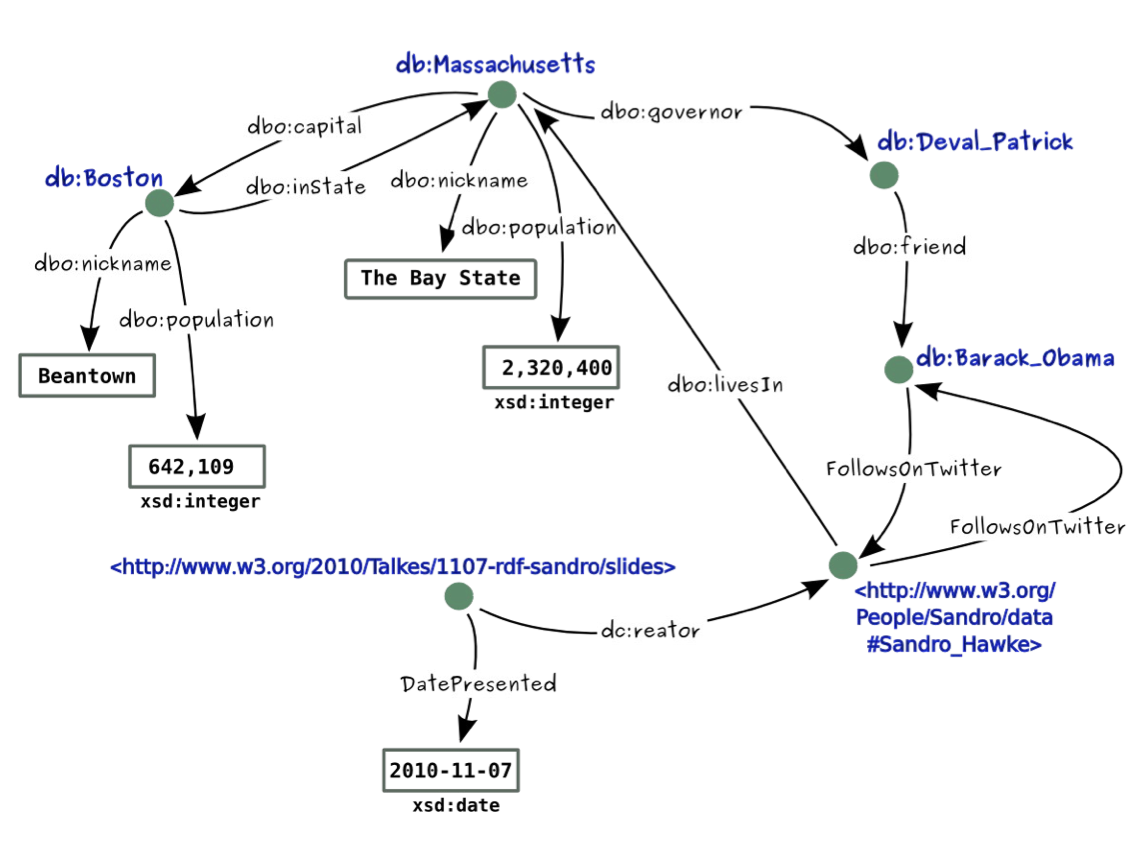 db:Massachusetts
dbo:capital
dbo:governor
db:Deval_Patrick
db:Boston
dbo:inState
dbo:nickname
dbo:population
dbo:friend
dbo:nickname
The Bay State
dbo:population
Beantown
2,320,400
xsd:integer
dbo:livesIn
db:Barack_Obama
642,109
xsd:integer
FollowsOnTwitter
FollowsOnTwitter
<http://www.w3.org/2010/Talkes/1107-rdf-sandro/slides>
<http://www.w3.org/
People/Sandro/data
#Sandro_Hawke>
dc:reator
DatePresented
2010-11-07
xsd:date